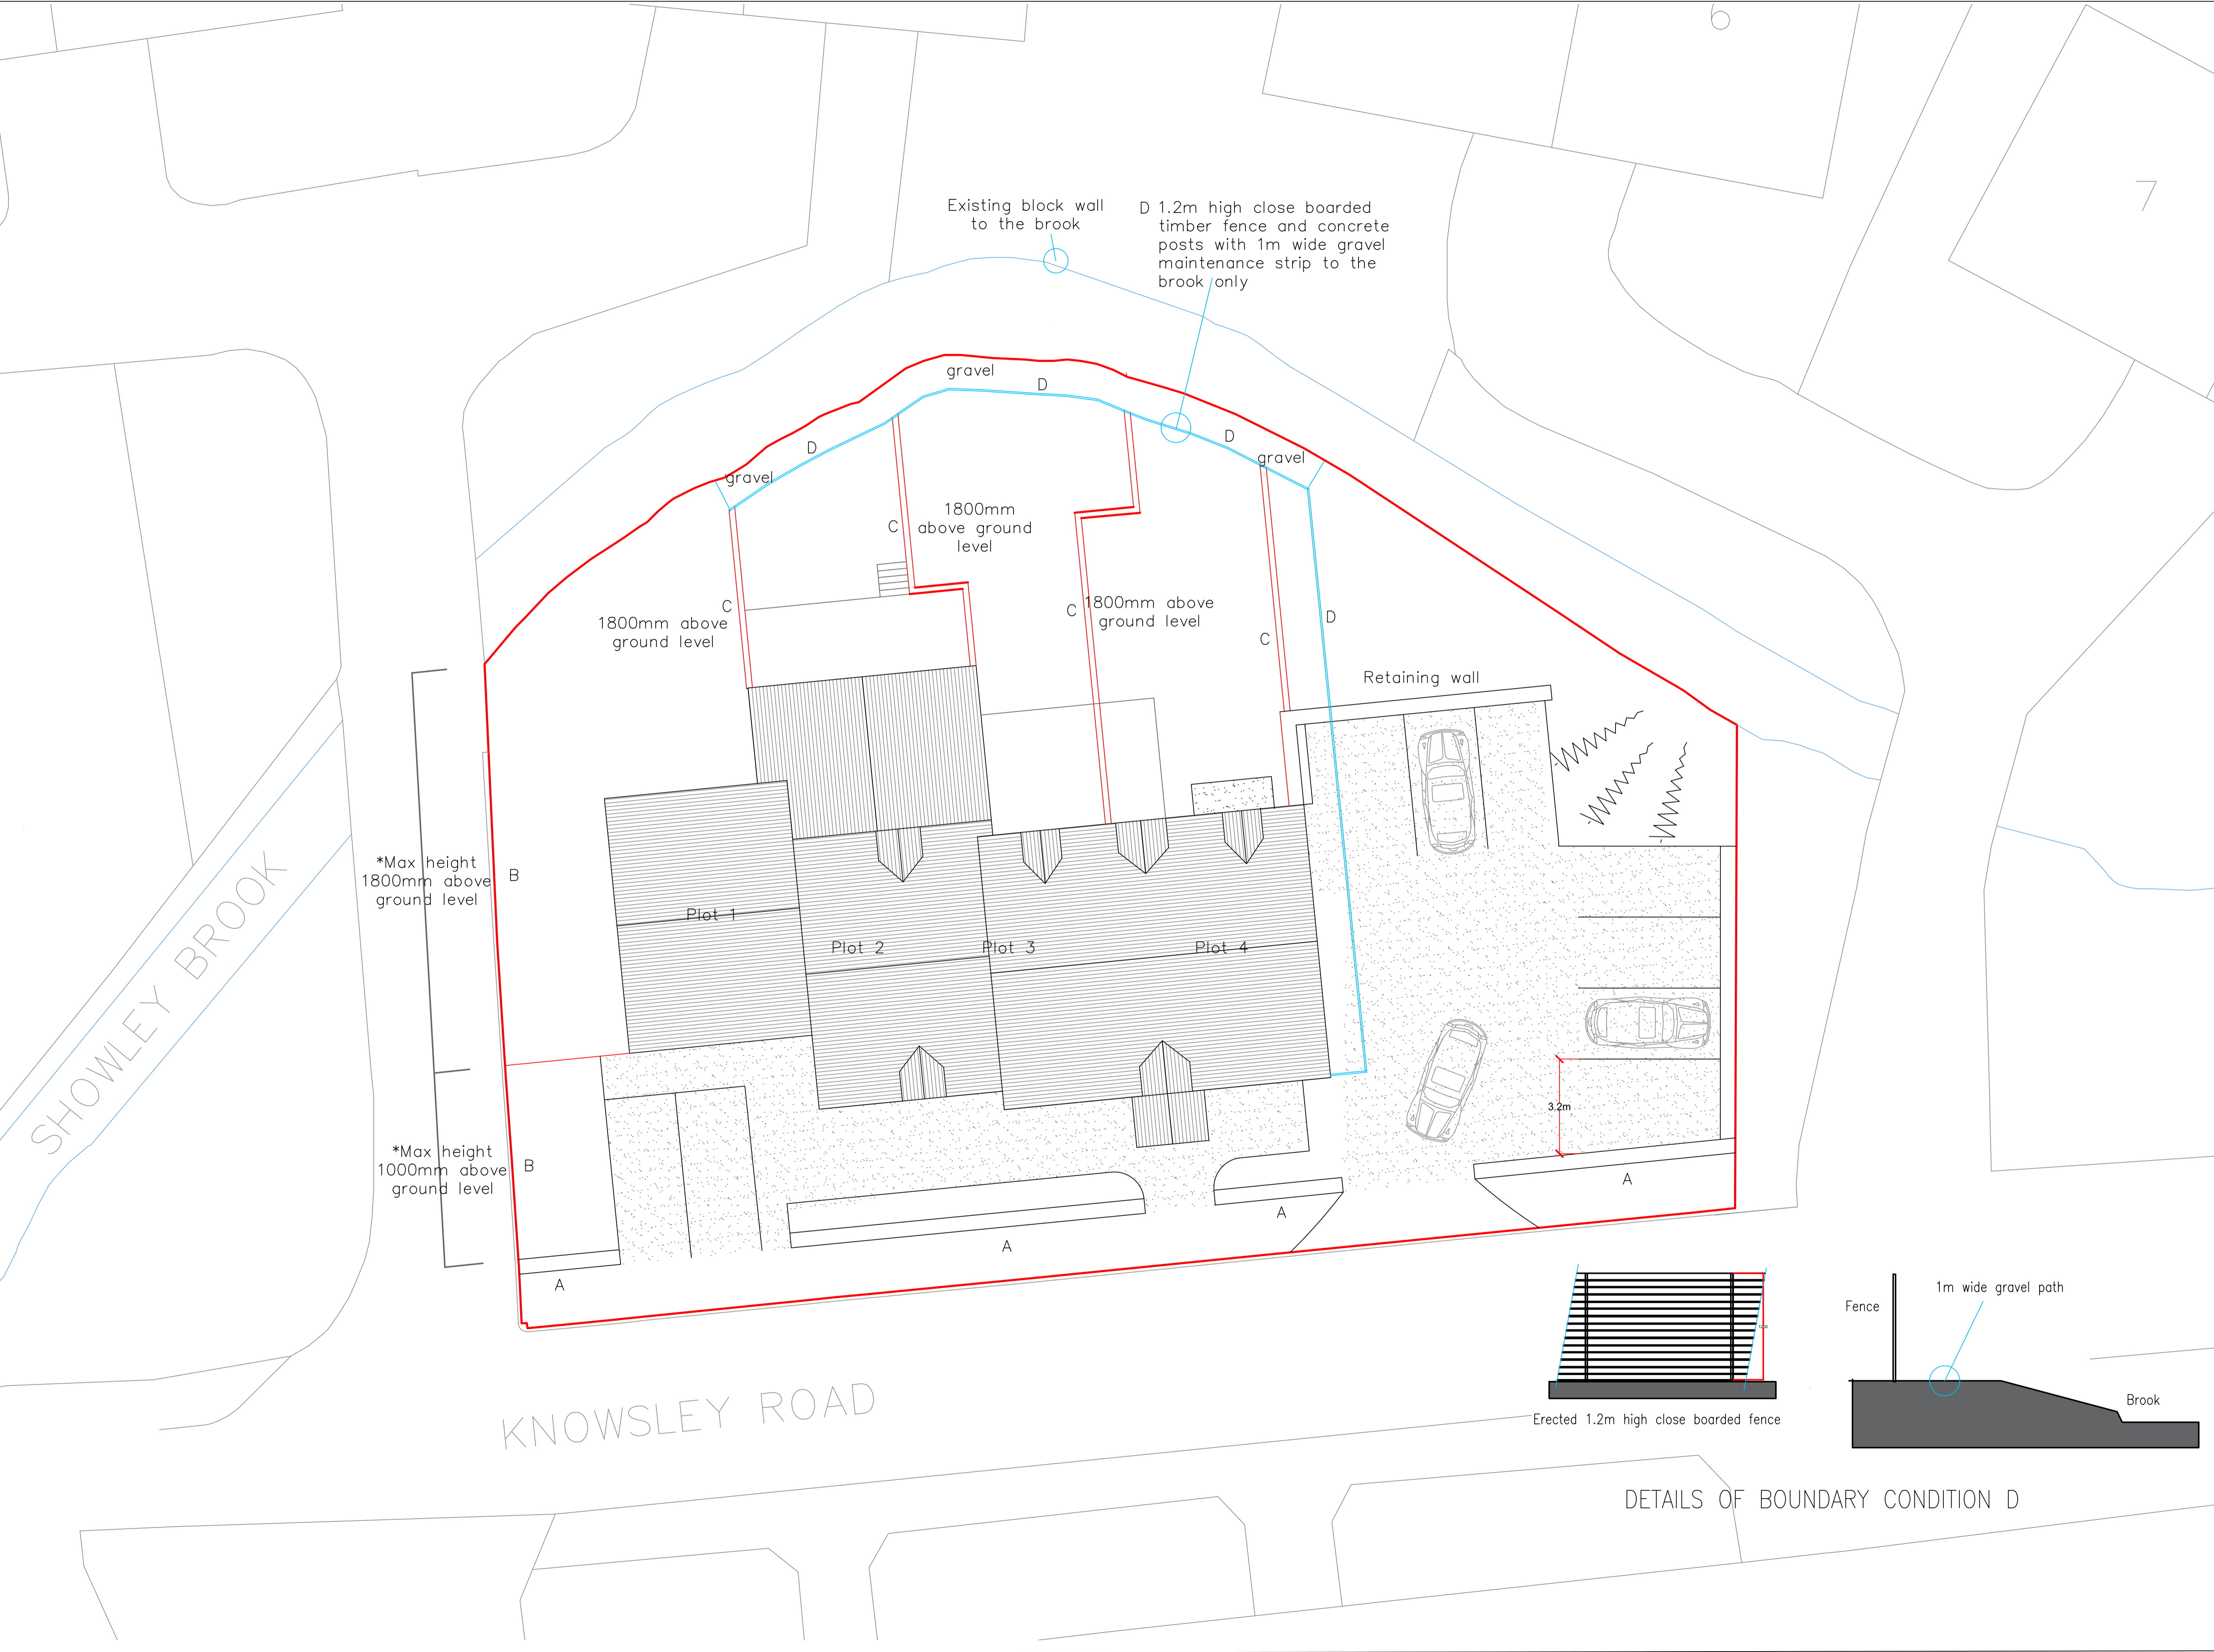 6
7
Existing block wall
to the brook
D 1.2m high close boarded
timber fence and concrete
posts with 1m wide gravel
maintenance strip to the
brook only
gravel
D
D
D
gravel
gravel
1800mm
above ground
level
C
C
1800mm above
ground level
C
1800mm above
ground level
C
D
Retaining wall
*Max height
1800mm above
ground level
B
SHOWLEY BROOK
Plot 1
Plot 2
Plot 3
Plot 4
3.2m
*Max height
1000mm above
ground level
B
A
A
A
A
KNOWSLEY ROAD
Erected 1.2m high close boarded fence
Fence
1m wide gravel path
Brook
DETAILS OF BOUNDARY CONDITION D